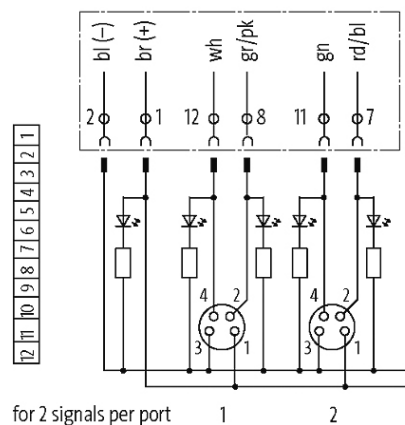 bl (–) br (+) wh gr/pk gn rd/bl
2 1 12 8 11 7
1 2 3 4 5 6 7 8 9 10 11 12
4 2 4 2
3 1 3 1
for 2 signals per port 1 2